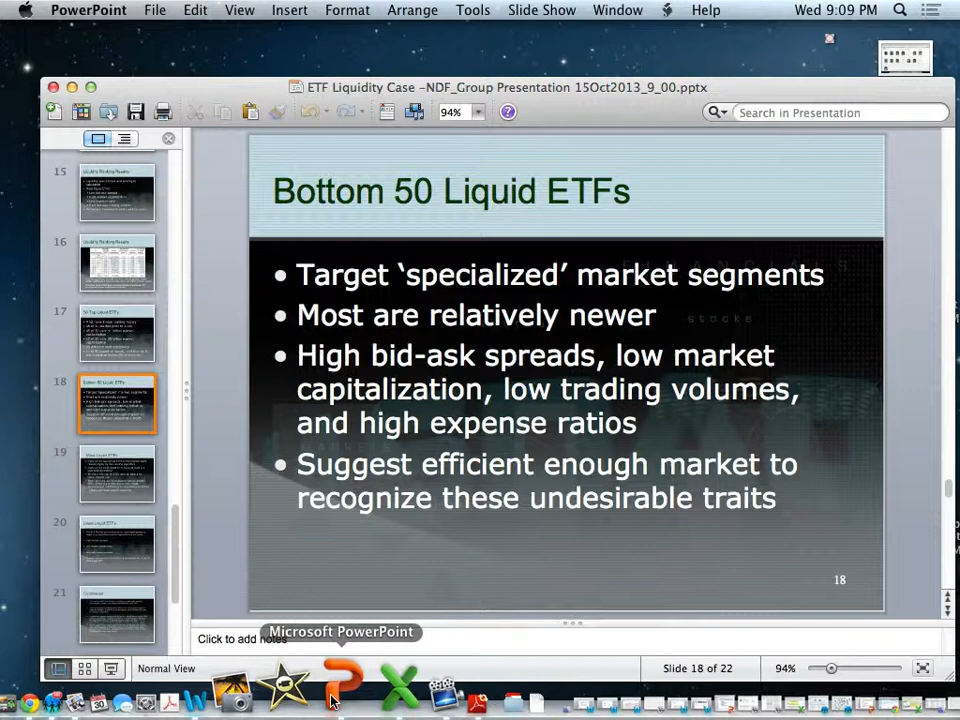 PowerPoint File Edit View Insert Format Arrange Tools Slide Show Window Help Wed 9:09 PM
ETF Liquidity Case -NDF_Group Presentation 15Oct2013_9_00.pptx
94% Search in Presentation
15
16
17
18
19
20
21
Bottom 50 Liquid ETFs
• Target ‘specialized’ market segments
• Most are relatively newer
• High bid-ask spreads, low market
capitalization, low trading volumes,
and high expense ratios
• Suggest efficient enough market to
recognize these undesirable traits
18
Click to add notes
Microsoft PowerPoint
Normal View Slide 18 of 22 94%